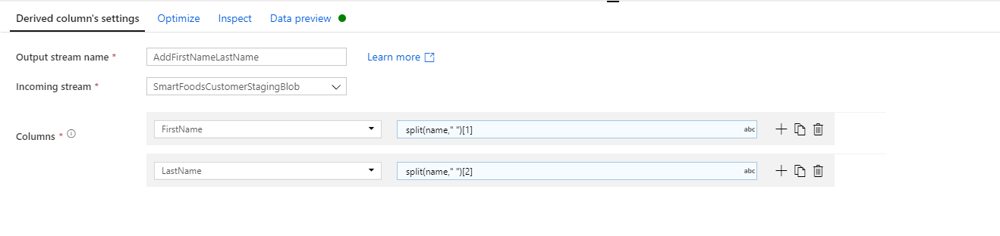 Derived column's settings Optimize Inspect Data preview
Output stream name * AddFirstNameLastName Learn more
Incoming stream * SmartFoodsCustomerStagingBlob
Columns * FirstName split(name," ")[1] abc
LastName split(name," ")[2] abc